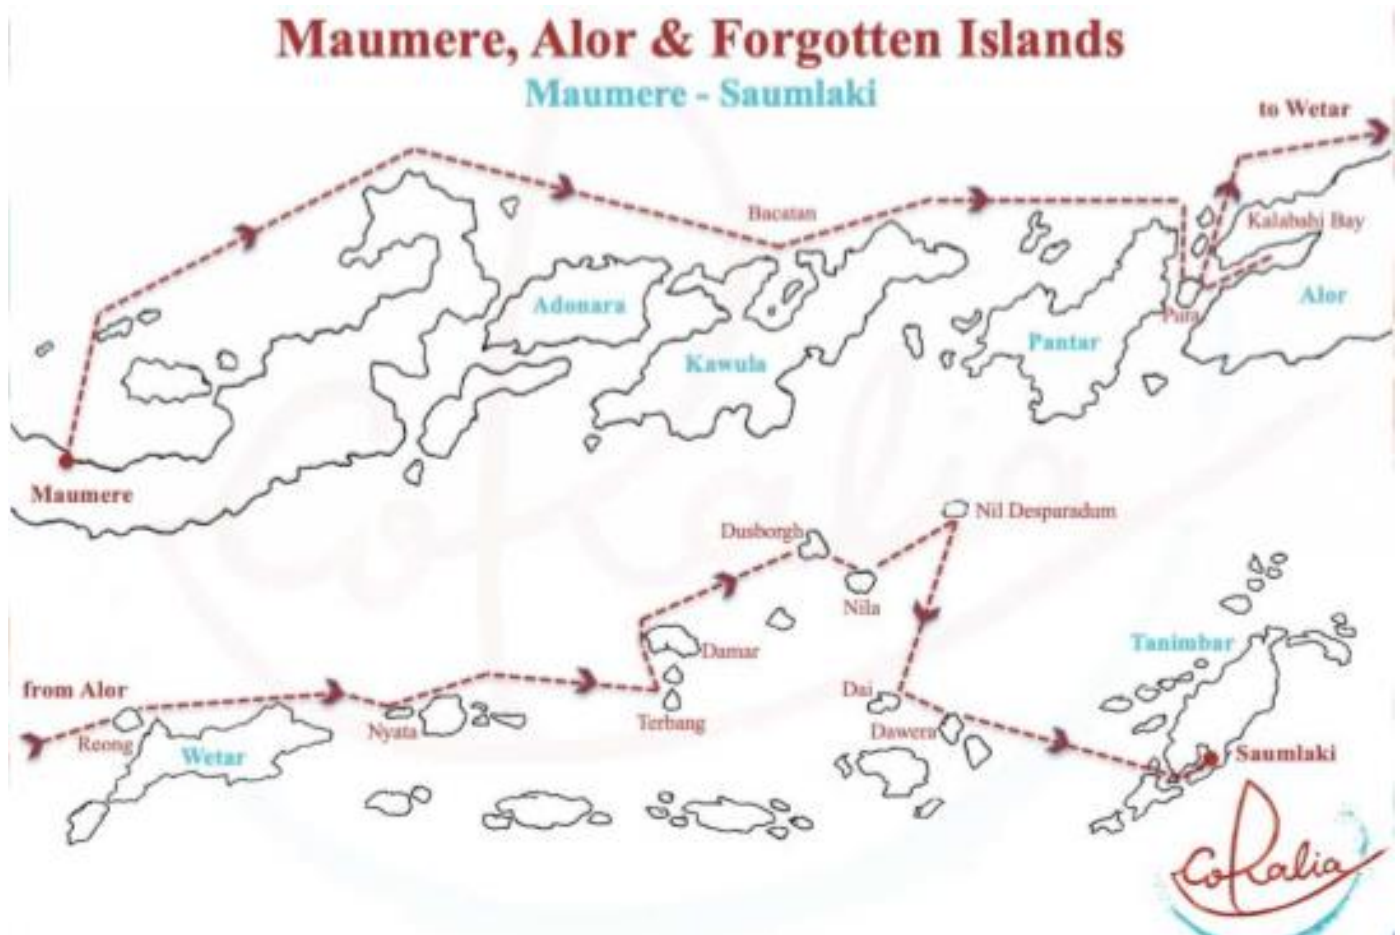 Maumere, Alor & Forgotten Islands
Maumere - Saumlaki
to Wetar
Bacatan
Kalabahi Bay
Adonara
Alor
Pura
Pantar
Kawula
Maumere
Nil Desparadum
Dusborgh
Nila
Tanimbar
Damar
from Alor
Dai
Terbang
Nyata
Dawera
Reong
Wetar
Saumlaki
CoRalia